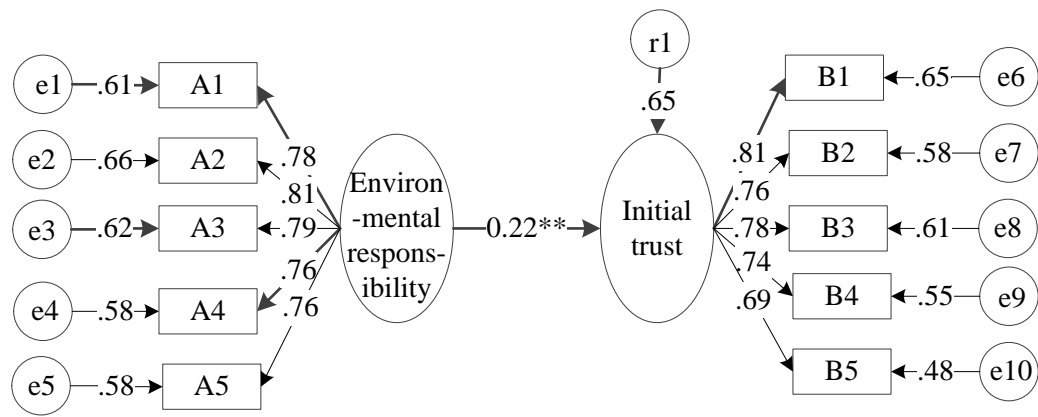 r1
.65
e1
.61
A1
e2
.66
A2
e3
.62
A3
e4
.58
A4
e5
.58
A5
.78
.81
.79
.76
.76
Environ
-mental
respons-
ibility
0.22**
Initial
trust
.81
.76
.78
.74
.69
B1
.65
e6
B2
.58
e7
B3
.61
e8
B4
.55
e9
B5
.48
e10